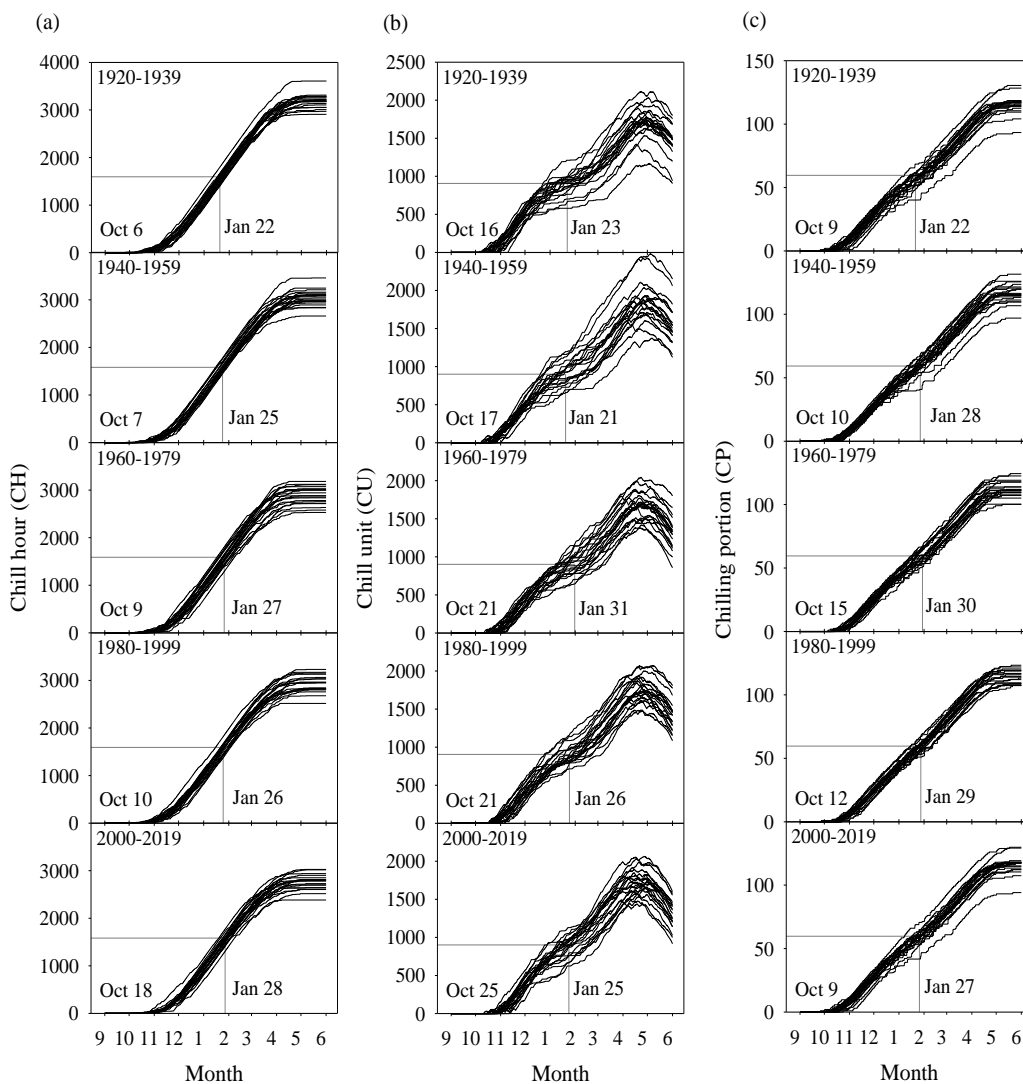 (a)
4000
1920-1939
3000
2000
1000
Oct 6
Jan 22
0
1940-1959
3000
2000
1000
Oct 7
Jan 25
0
1960-1979
3000
2000
1000
Oct 9
Jan 27
0
1980-1999
3000
2000
1000
Oct 10
Jan 26
0
2000-2019
3000
2000
1000
Oct 18
Jan 28
0
9 10 11 12 1 2 3 4 5 6
Month
Chill hour (CH)
(b)
2500
1920-1939
2000
1500
1000
500
Oct 16
Jan 23
0
1940-1959
2000
1500
1000
500
Oct 17
Jan 21
0
1960-1979
2000
1500
1000
500
Oct 21
Jan 31
0
1980-1999
2000
1500
1000
500
Oct 21
Jan 26
0
2000-2019
2000
1500
1000
500
Oct 25
Jan 25
0
9 10 11 12 1 2 3 4 5 6
Month
Chill unit (CU)
(c)
150
1920-1939
100
50
Oct 9
Jan 22
0
1940-1959
100
50
Oct 10
Jan 28
0
1960-1979
100
50
Oct 15
Jan 30
0
1980-1999
100
50
Oct 12
Jan 29
0
2000-2019
100
50
Oct 9
Jan 27
0
9 10 11 12 1 2 3 4 5 6
Month
Chilling portion (CP)